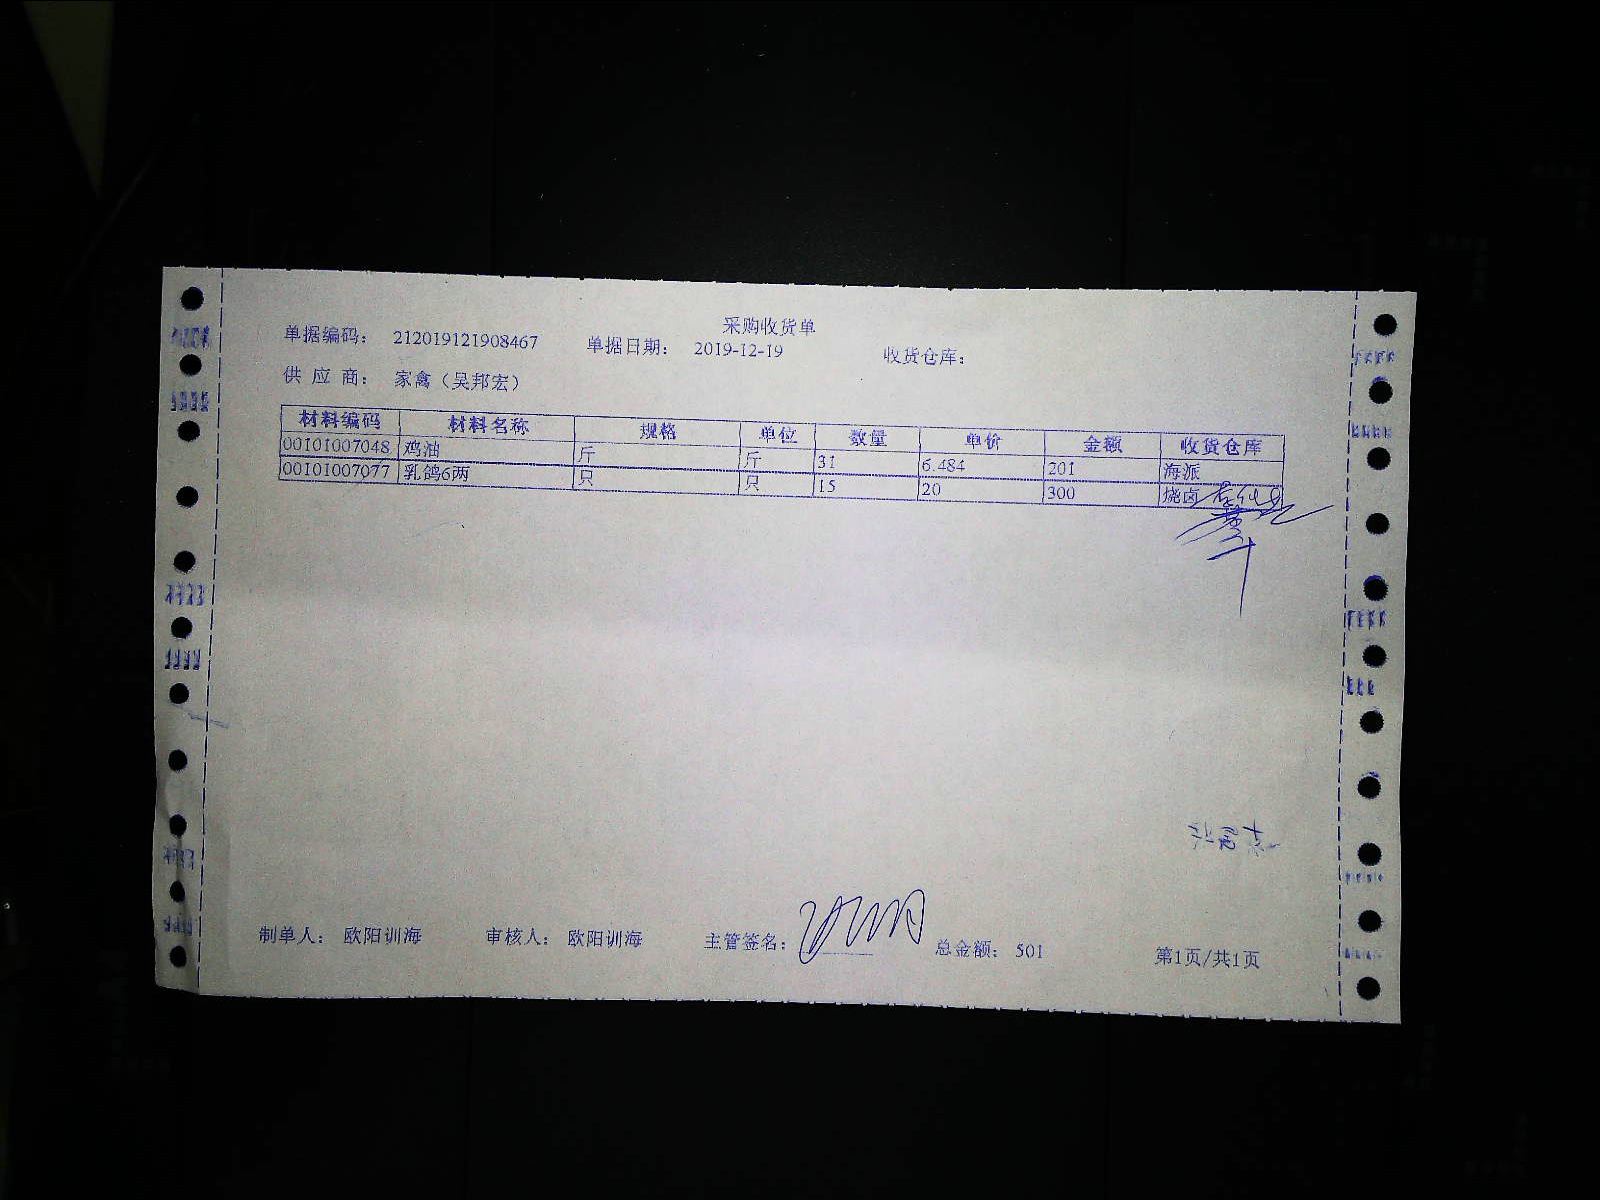 采购收货单
单据编码： 212019121908467 单据日期： 2019-12-19 收货仓库：
供 应 商： 家禽（吴邦宏）
材料编码 材料名称 规格 单位 数量 单价 金额 收货仓库
00101007048 鸡油 斤 斤 31 6.484 201 海派
00101007077 乳鸽6两 只 只 15 20 300 烧卤
制单人： 欧阳训海 审核人： 欧阳训海 主管签名： 总金额： 501 第1页/共1页